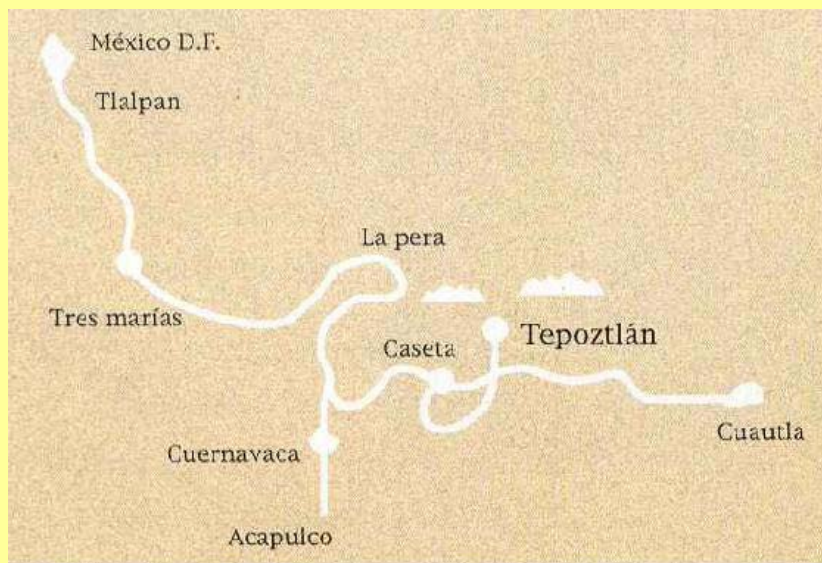 México D.F.
Tlalpan
La pera
Tres marías
Caseta
Tepoztlán
Cuautla
Cuernavaca
Acapulco